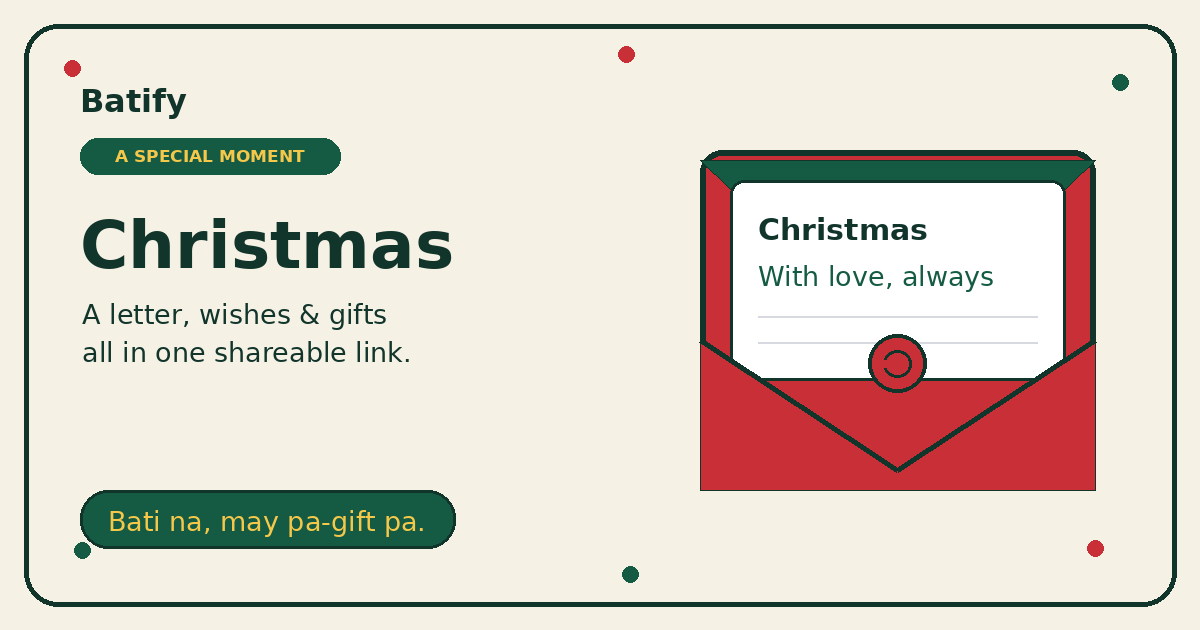 Batify
A SPECIAL MOMENT
Christmas
A letter, wishes & gifts
all in one shareable link.
Bati na, may pa-gift pa.
Christmas
With love, always